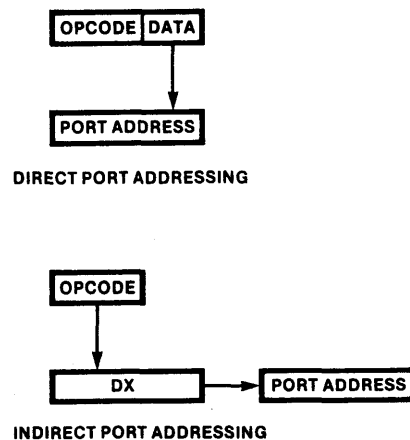 OPCODE DATA
PORT ADDRESS
DIRECT PORT ADDRESSING
OPCODE
DX PORT ADDRESS
INDIRECT PORT ADDRESSING